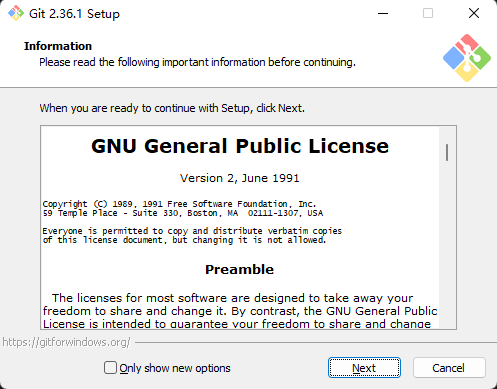 Git 2.36.1 Setup
Information
Please read the following important information before continuing.
When you are ready to continue with Setup, click Next.
GNU General Public License
Version 2, June 1991
Copyright (C) 1989, 1991 Free Software Foundation, Inc.
59 Temple Place - Suite 330, Boston, MA  02111-1307, USA
Everyone is permitted to copy and distribute verbatim copies
of this license document, but changing it is not allowed.
Preamble
The licenses for most software are designed to take away your
freedom to share and change it. By contrast, the GNU General Public
License is intended to guarantee your freedom to share and change
https://gitforwindows.org/
Only show new options
Next
Cancel